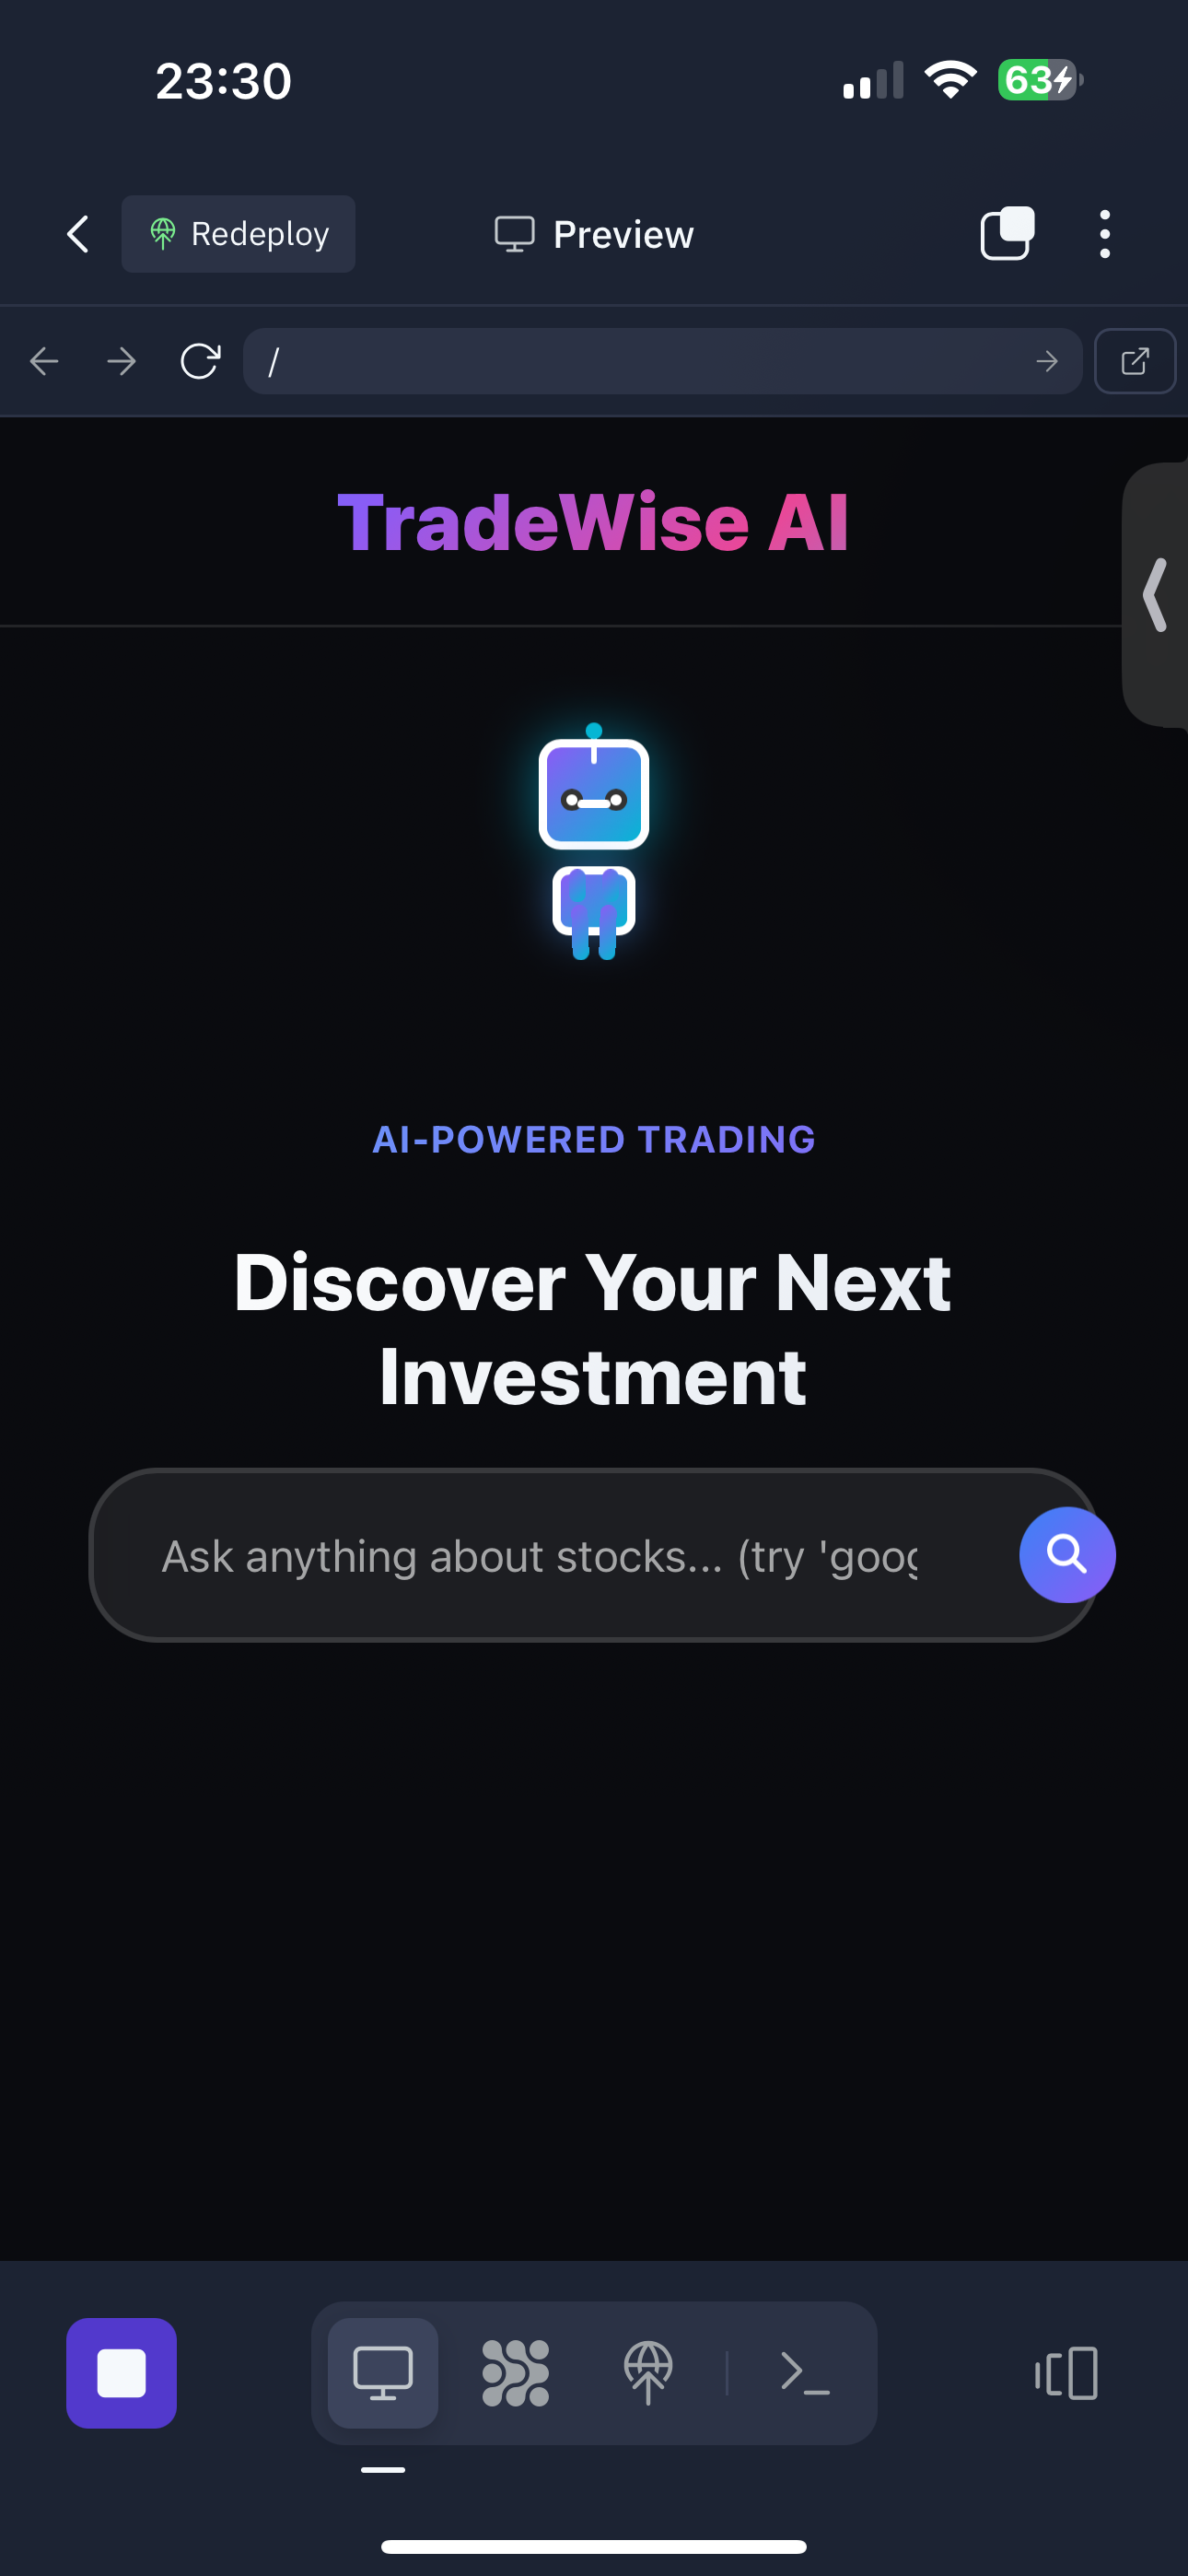 23:30
63
Redeploy
Preview
/
TradeWise AI
AI-POWERED TRADING
Discover Your Next
Investment
Ask anything about stocks... (try 'goog